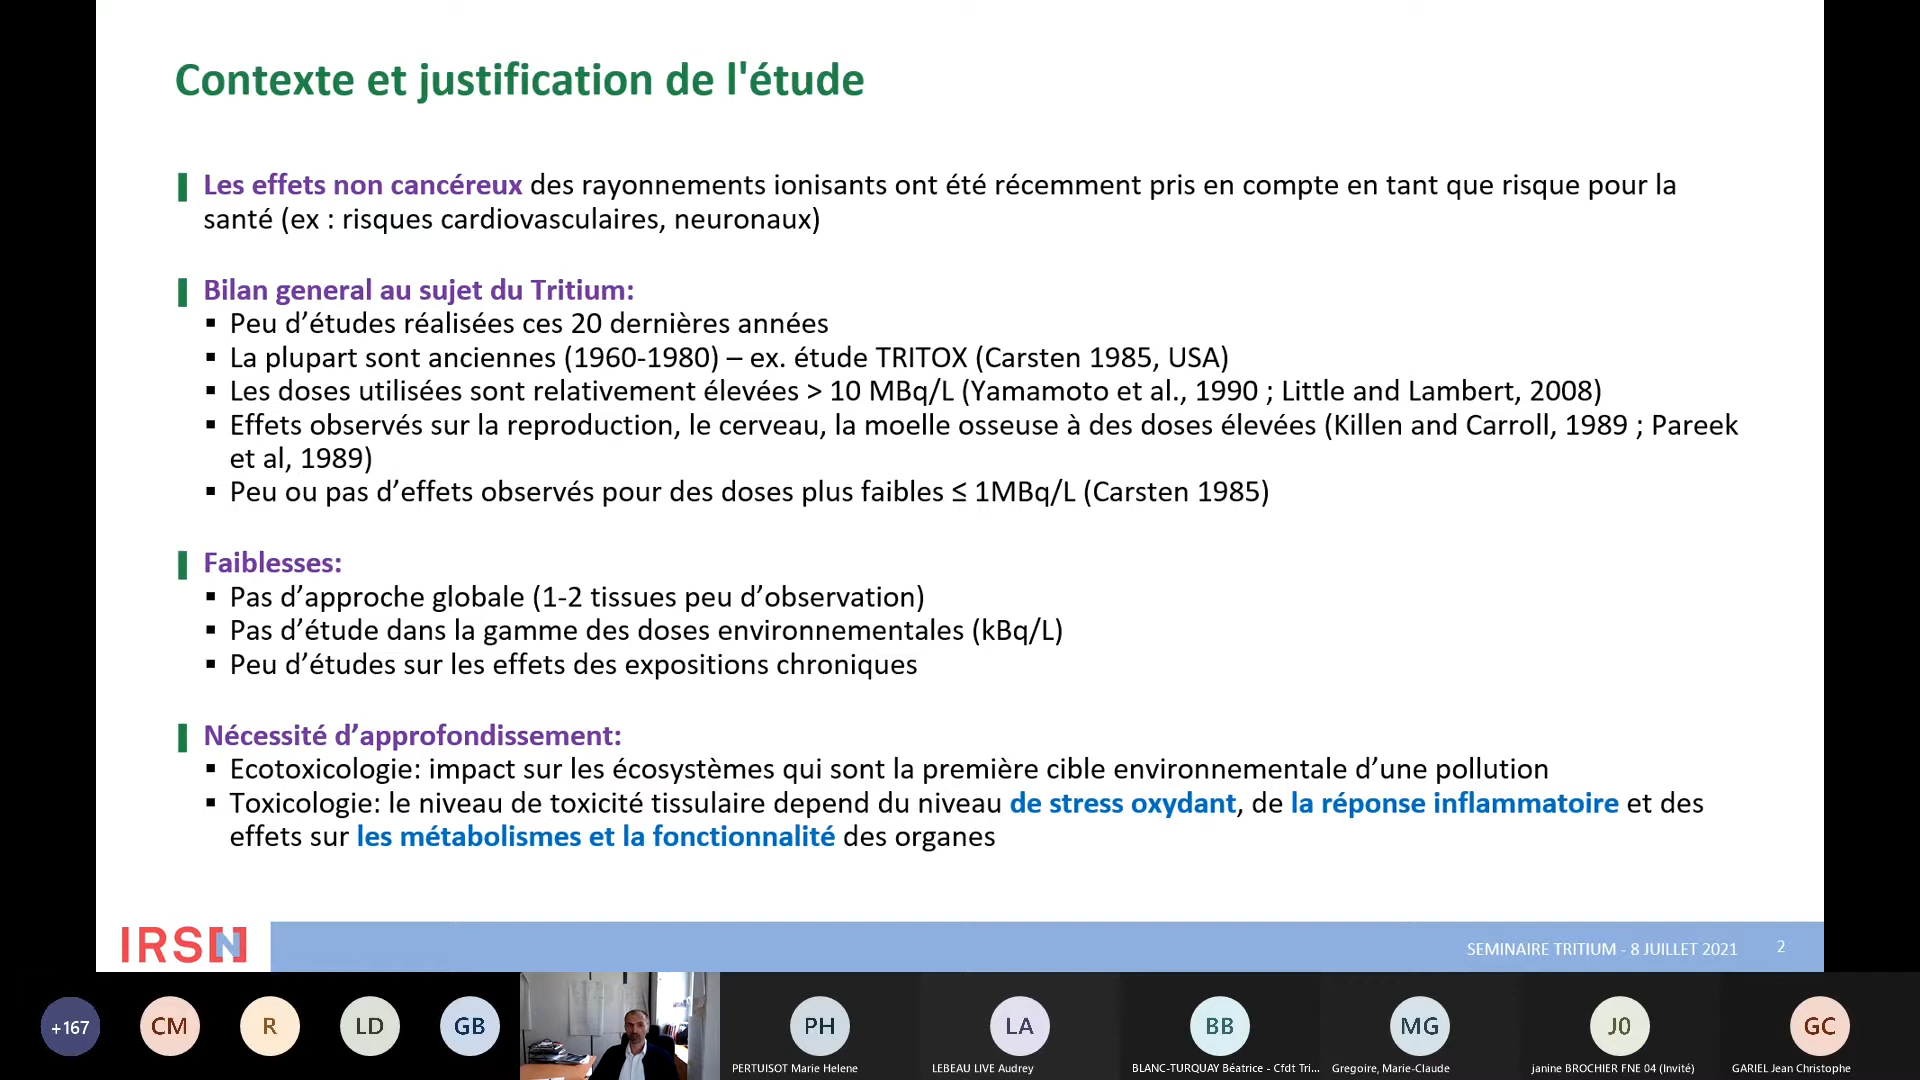 Contexte et justification de l'étude
Les effets non cancéreux des rayonnements ionisants ont été récemment pris en compte en tant que risque pour la
santé (ex : risques cardiovasculaires, neuronaux)
Bilan general au sujet du Tritium:
▪ Peu d’études réalisées ces 20 dernières années
▪ La plupart sont anciennes (1960-1980) – ex. étude TRITOX (Carsten 1985, USA)
▪ Les doses utilisées sont relativement élevées > 10 MBq/L (Yamamoto et al., 1990 ; Little and Lambert, 2008)
▪ Effets observés sur la reproduction, le cerveau, la moelle osseuse à des doses élevées (Killen and Carroll, 1989 ; Pareek
et al, 1989)
▪ Peu ou pas d’effets observés pour des doses plus faibles ≤ 1MBq/L (Carsten 1985)
Faiblesses:
▪ Pas d’approche globale (1-2 tissues peu d’observation)
▪ Pas d’étude dans la gamme des doses environnementales (kBq/L)
▪ Peu d’études sur les effets des expositions chroniques
Nécessité d’approfondissement:
▪ Ecotoxicologie: impact sur les écosystèmes qui sont la première cible environnementale d’une pollution
▪ Toxicologie: le niveau de toxicité tissulaire depend du niveau de stress oxydant, de la réponse inflammatoire et des
effets sur les métabolismes et la fonctionnalité des organes
IRSN
SEMINAIRE TRITIUM - 8 JUILLET 2021 2
+167 CM R LD GB PH LA BB MG J0 GC
PERTUISOT Marie Helene LEBEAU LIVE Audrey BLANC-TURQUAY Béatrice - Cfdt Tri... Gregoire, Marie-Claude janine BROCHIER FNE 04 (Invité) GARIEL Jean Christophe